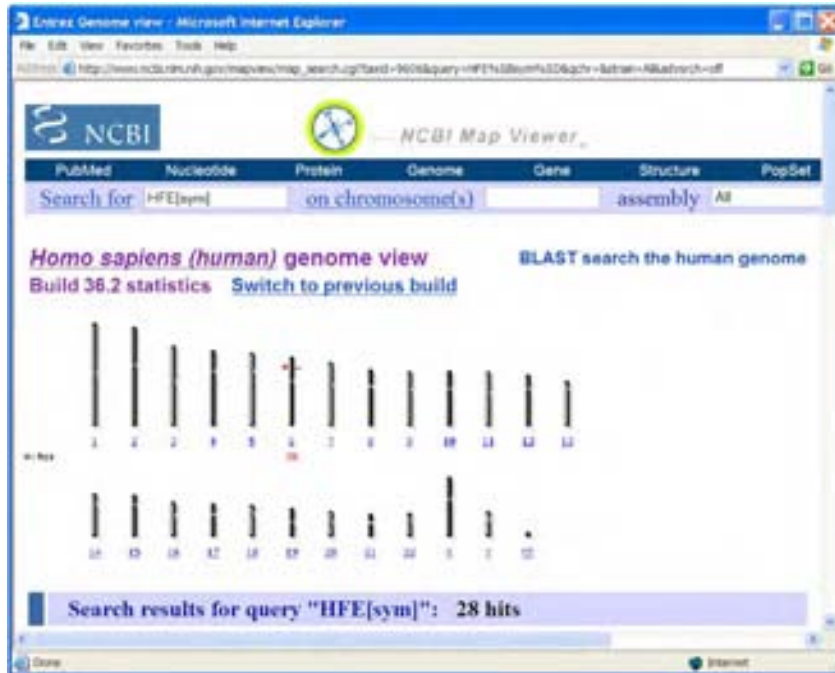 Entrez Genome view - Microsoft Internet Explorer
File Edit View Favorites Tools Help
NCBI
NCBI Map Viewer
PubMed Nucleotide Protein Genome Gene Structure PopSet
Search for HFE[sym] on chromosome(s) assembly All
Homo sapiens (human) genome view BLAST search the human genome
Build 36.2 statistics Switch to previous build
1 2 3 4 5 6 7 8 9 10 11 12 13
14 15 16 17 18 19 20 21 22
Search results for query "HFE[sym]": 28 hits
Done Internet